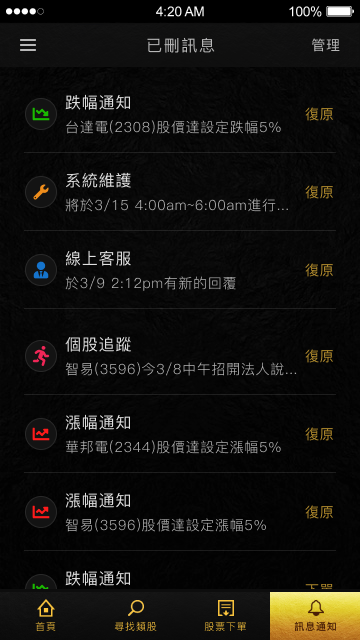 4:20 AM 100%
已刪訊息 管理
跌幅通知
台達電(2308)股價達設定跌幅5%
復原
系統維護
將於3/15 4:00am~6:00am進行...
復原
線上客服
於3/9 2:12pm有新的回覆
復原
個股追蹤
智易(3596)今3/8中午招開法人說...
復原
漲幅通知
華邦電(2344)股價達設定漲幅5%
復原
漲幅通知
智易(3596)股價達設定漲幅5%
復原
跌幅通知
首頁 尋找類股 股票下單 訊息通知